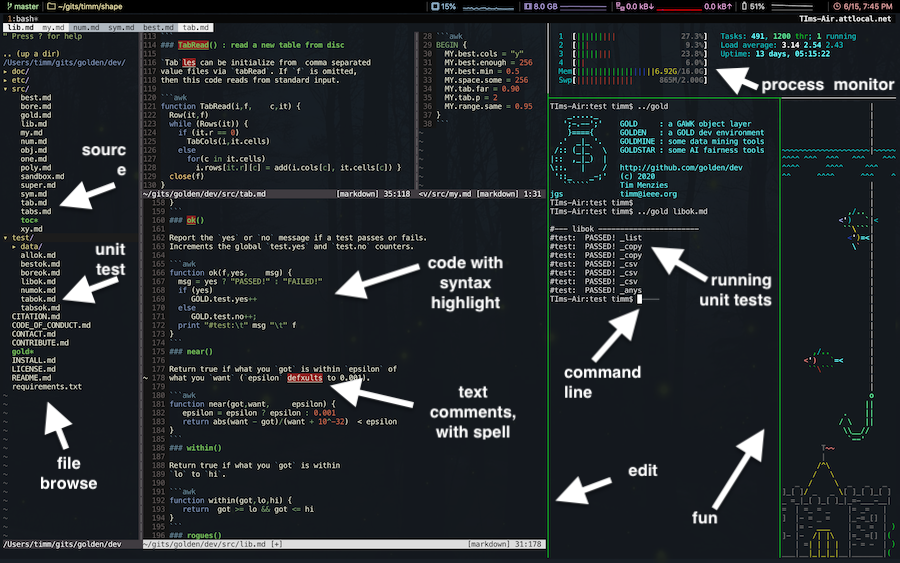 master ~/gits/timm/shape 15% 8.0 GB 0.0 kB↓ 0.0 kB↑ 61% 6/15, 7:45 PM
1:bash* TIms-Air.attlocal.net
lib.md my.md num.md sym.md best.md tab.md
" Press ? for help
.. (up a dir)
/Users/timm/gits/golden/dev/
▸ doc/
▸ etc/
▾ src/
best.md
bore.md
gold.md
lib.md
my.md
num.md
obj.md
one.md
poly.md
sandbox.md
super.md
sym.md
tab.md
tabs.md
toc*
xy.md
▾ test/
▸ data/
allok.md
bestok.md
boreok.md
libok.md
numok.md
tabok.md
tabsok.md
CITATION.md
CODE_OF_CONDUCT.md
CONTACT.md
CONTRIBUTE.md
gold*
INSTALL.md
LICENSE.md
README.md
requirements.txt
/Users/timm/gits/golden/dev
sourc
e
unit
test
file
browse
113
114 ### TabRead() : read a new table from disc
115
116 `Tab`les can be initialize from comma separated
117 value files via `tabRead`. If `f` is omitted,
118 then this code reads from standard input.
119
120 ```awk
121 function TabRead(i,f, c,it) {
122 Row(it,f)
123 while (Rows(it)) {
124 if (it.r == 0)
125 TabCols(i,it.cells)
126 else
127 for(c in it.cells)
128 i.rows[it.r][c] = add(i.cols[c], it.cells[c]) }
129 close(f)
130 }
~/gits/golden/dev/src/tab.md [markdown] 35:118
28 ```awk
29 BEGIN {
30 MY.best.cols = "y"
31 MY.best.enough = 256
32 MY.best.min = 0.5
33 MY.space.some = 256
34 MY.tab.far = 0.90
35 MY.tab.p = 2
36 MY.range.same = 0.95
37 }
38 ```
<v/src/my.md [markdown] 1:31
158 }
159 ```
160 ### ok()
161
162 Report the `yes` or `no` message if a test passes or fails.
163 Increments the global `test.yes` and `test.no` counters.
164
165 ```awk
166 function ok(f,yes, msg) {
167 msg = yes ? "PASSED!" : "FAILED!"
168 if (yes)
169 GOLD.test.yes++
170 else
171 GOLD.test.no++;
172 print "#test:\t" msg "\t" f
173 }
174 ```
175 ### near()
176
177 Return true if what you `got` is within `epsilon` of
~ 178 what you `want` (`epsilon` defxults to 0.001).
179
180 ```awk
181 function near(got,want, epsilon) {
182 epsilon = epsilon ? epsilon : 0.001
183 return abs(want - got)/(want + 10^-32) < epsilon
184 }
185 ```
186 ### within()
187
188 Return true if what you `got` is within
189 `lo` to `hi`.
190
191 ```awk
192 function within(got,lo,hi) {
193 return got >= lo && got <= hi
194 }
195 ```
196 ### rogues()
~/gits/golden/dev/src/lib.md [+] [markdown] 31:178
code with
syntax
highlight
text
comments,
with spell
1 27.3% Tasks: 491, 1200 thr; 1 running
2 9.3% Load average: 3.14 2.54 2.43
3 23.8% Uptime: 13 days, 05:15:22
4 6.0%
Mem 6.92G/16.0G
Swp 865M/2.00G
process monitor
TIms-Air:test timm$ ../gold
GOLD : a GAWK object layer
GOLDEN : a GOLD dev environment
GOLDMINE : some data mining tools
GOLDSTAR : some AI fairness tools
http://github.com/golden/dev
(c) 2020
Tim Menzies
jgs timm@ieee.org
TIms-Air:test timm$
TIms-Air:test timm$ ../gold libok.md
#--- libok ---------------------
#test: PASSED! _list
#test: PASSED! _copy
#test: PASSED! _copy
#test: PASSED! _csv
#test: PASSED! _csv
#test: PASSED! _csv
#test: PASSED! _anys
TIms-Air:test timm$
running
unit tests
command
line
edit
fun